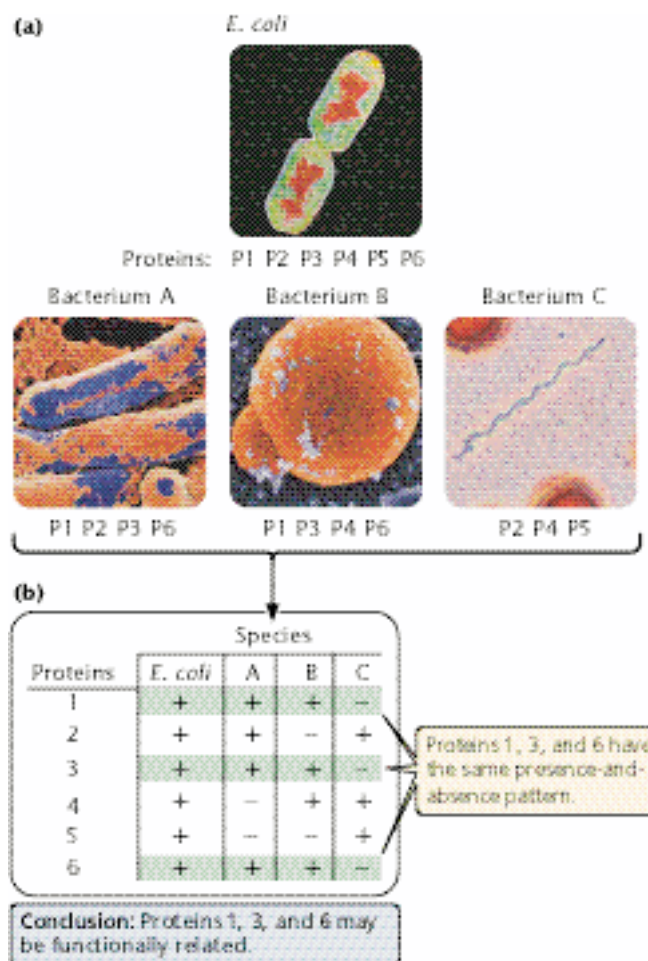 (a)
E. coli
Proteins: P1 P2 P3 P4 P5 P6
Bacterium A Bacterium B Bacterium C
P1 P2 P3 P6 P1 P3 P4 P6 P2 P4 P5
(b)
Species
Proteins E. coli A B C
1 + + + –
2 + + – +
3 + + + –
4 + – + +
5 + – – +
6 + + + –
Proteins 1, 3, and 6 have
the same presence-and-
absence pattern.
Conclusion: Proteins 1, 3, and 6 may
be functionally related.